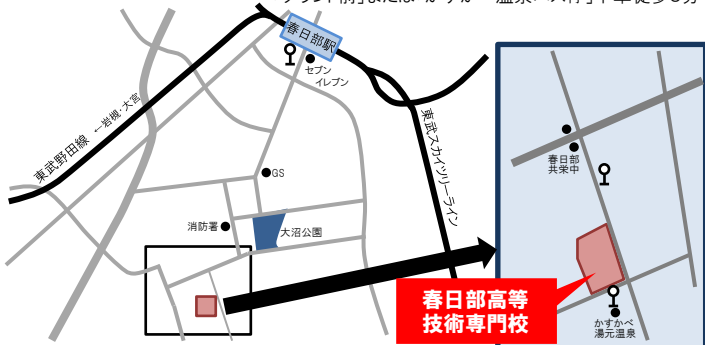 春日部駅
セブン
イレブン
東武野田線 ←岩槻・大宮
東武スカイツリーライン
GS
消防署
大沼公園
春日部
共栄中
春日部高等
技術専門校
かすかべ
湯元温泉